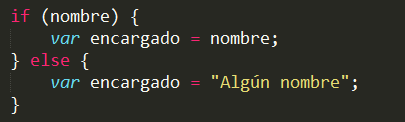 if (nombre) {
    var encargado = nombre;
} else {
    var encargado = "Algún nombre";
}